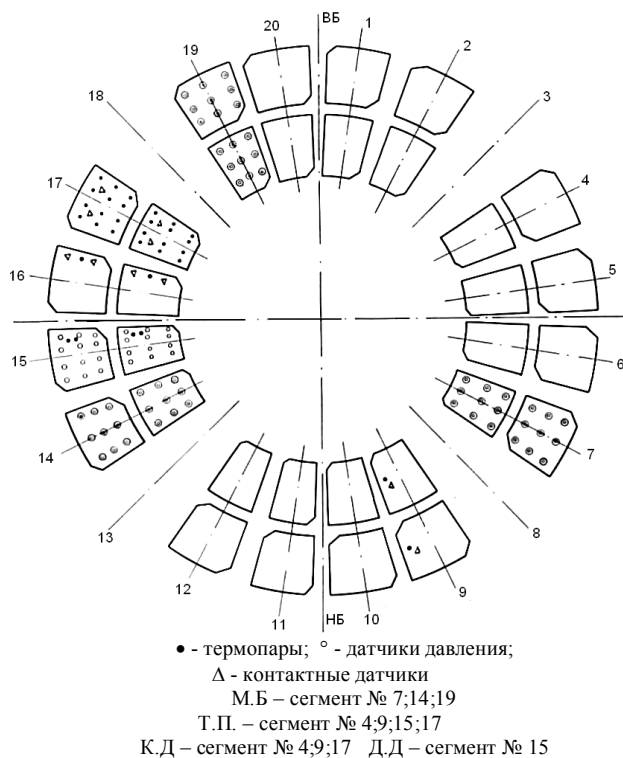 ВБ
1
2
3
4
5
6
7
8
9
10
НБ
11
12
13
14
15
16
17
18
19
20
● - термопары; ° - датчики давления;
Δ - контактные датчики
М.Б – сегмент № 7;14;19
Т.П. – сегмент № 4;9;15;17
К.Д – сегмент № 4;9;17 Д.Д – сегмент № 15